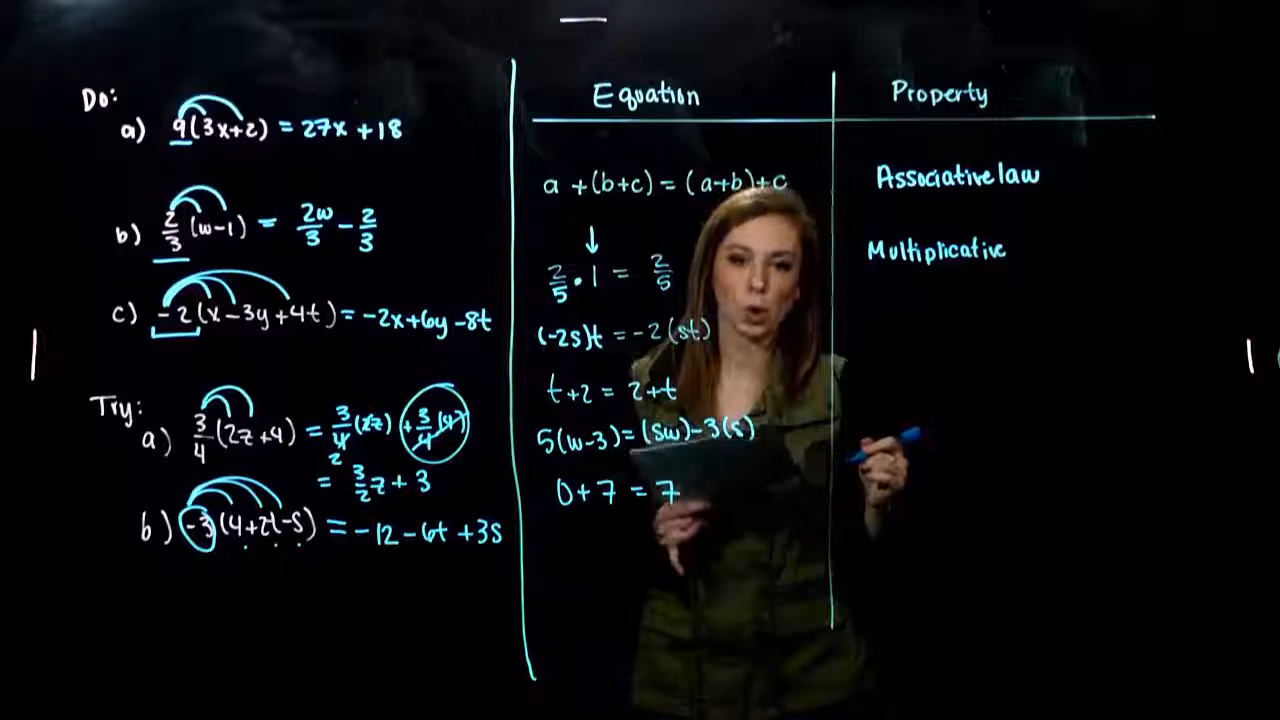 Do:
a) 9(3x+2) = 27x + 18
b) 2/3 (w-1) = 2w/3 - 2/3
c) -2(x-3y+4t) = -2x+6y-8t
Try:
a) 3/4 (2z+4) = 3/4 (2z) + 3/4 (4)
2
= 3/2 z + 3
b) -3(4+2t-s) = -12-6t+3s
Equation Property
a+(b+c) = (a+b)+c Associative law
2/5 · 1 = 2/5 Multiplicative
(-2s)t = -2(st)
t+2 = 2+t
5(w-3) = (5w)-3(5)
0+7 = 7